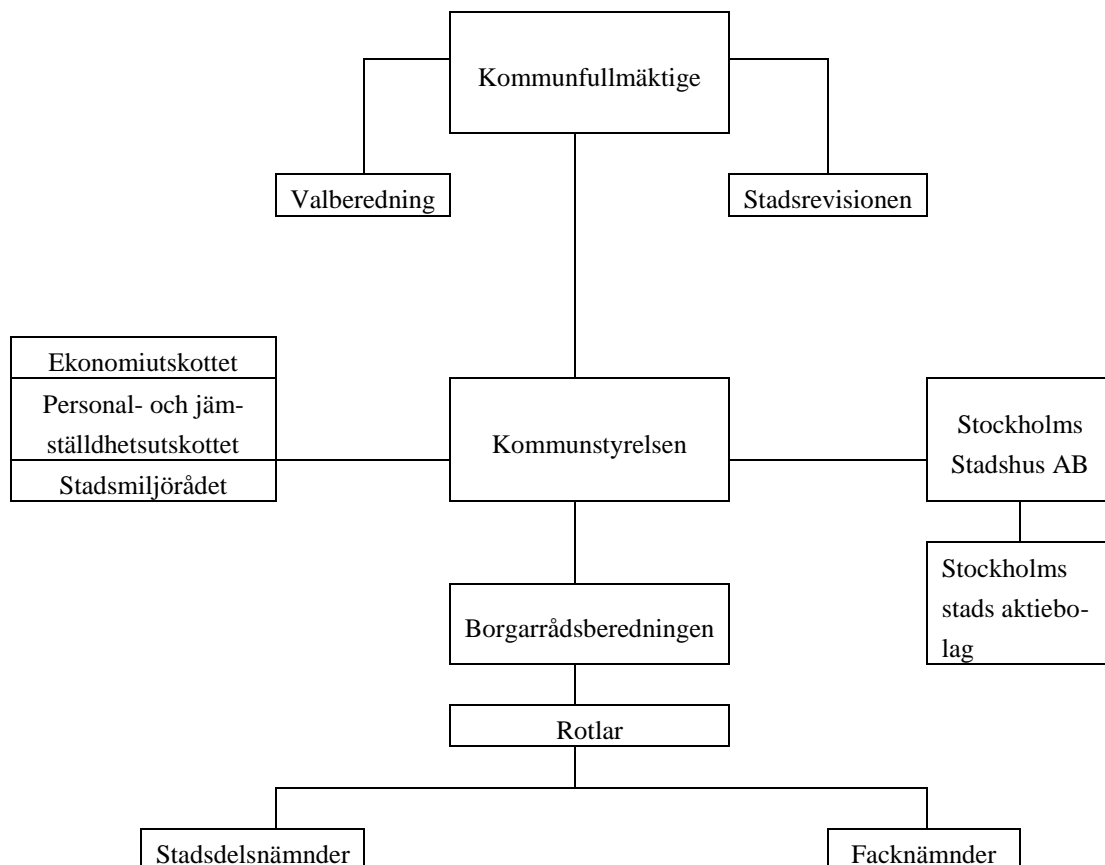 Kommunfullmäktige
Valberedning
Stadsrevisionen
Ekonomiutskottet
Personal- och jäm-
ställdhetsutskottet
Stadsmiljörådet
Kommunstyrelsen
Stockholms
Stadshus AB
Stockholms
stads aktiebo-
lag
Borgarrådsberedningen
Rotlar
Stadsdelsnämnder
Facknämnder